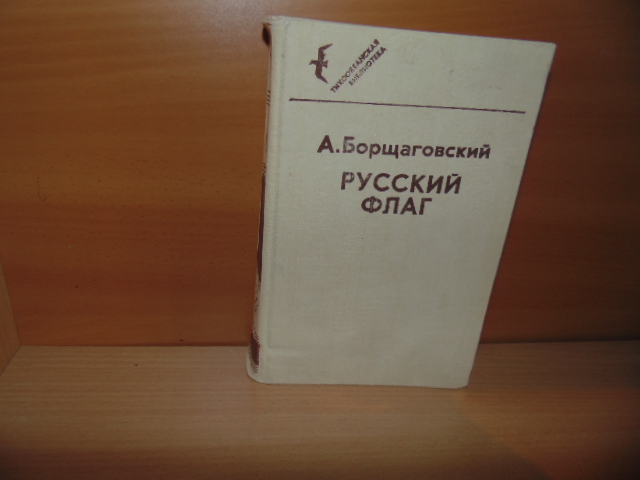 ТИХООКЕАНСКАЯ
БИБЛИОТЕКА
А.Борщаговский
РУССКИЙ
ФЛАГ